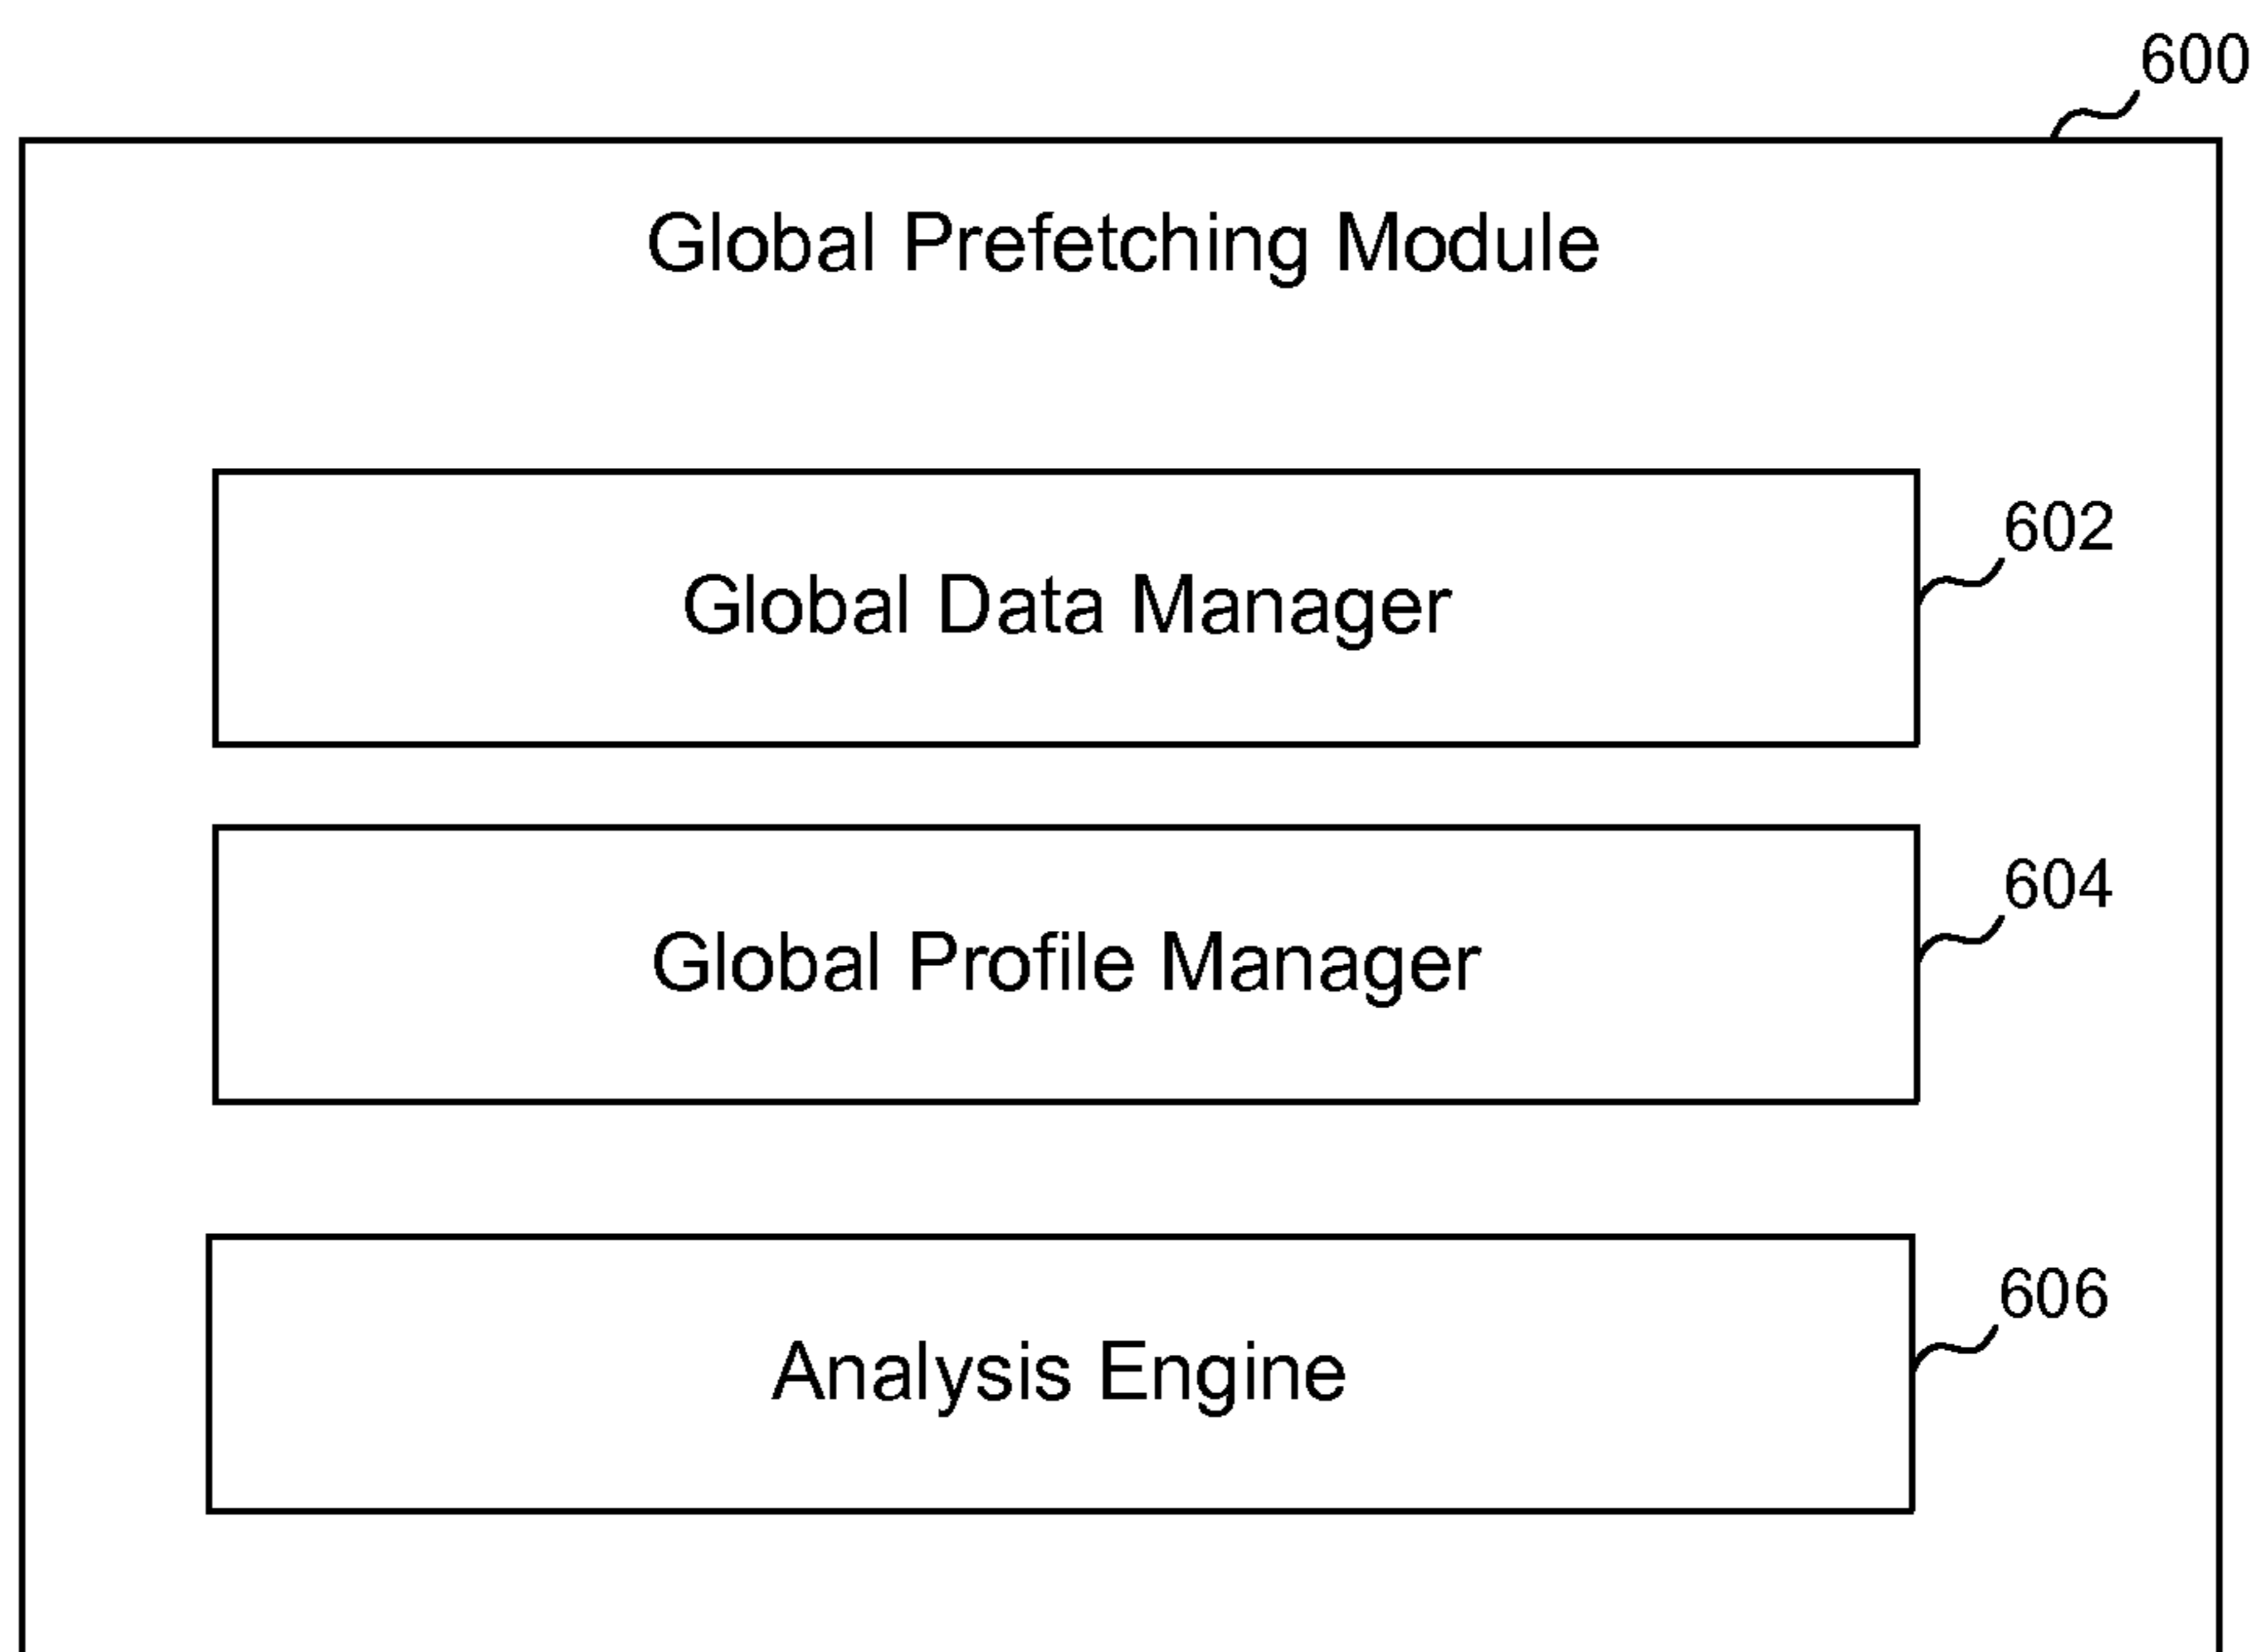 600
Global Prefetching Module
602
Global Data Manager
604
Global Profile Manager
606
Analysis Engine